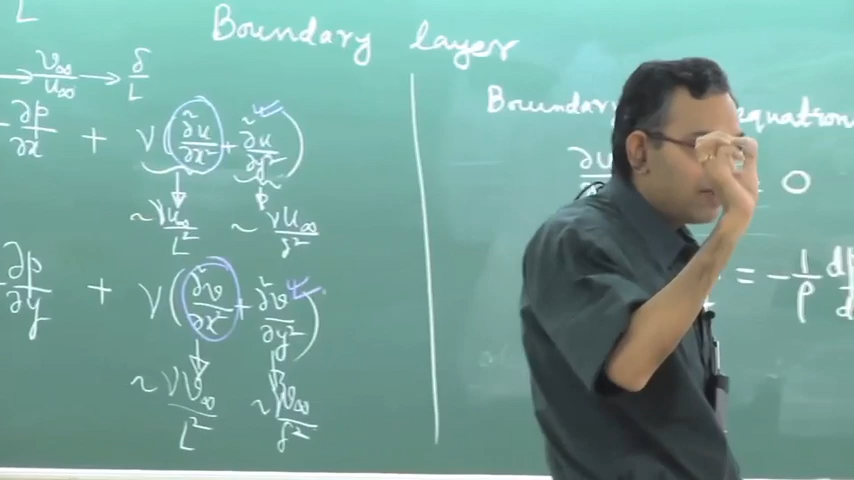 L
Boundary Layer
→ v∞/u∞ → δ/L
- ∂p/∂x + ν (∂²u/∂x² + ∂²u/∂y²)
~ νu∞/L² ~ νu∞/δ²
∂p/∂y + ν (∂²v/∂x² + ∂²v/∂y²)
~ νv∞/L² ~ νv∞/δ²
Boundary equation
∂u 0
= - 1/ρ dp